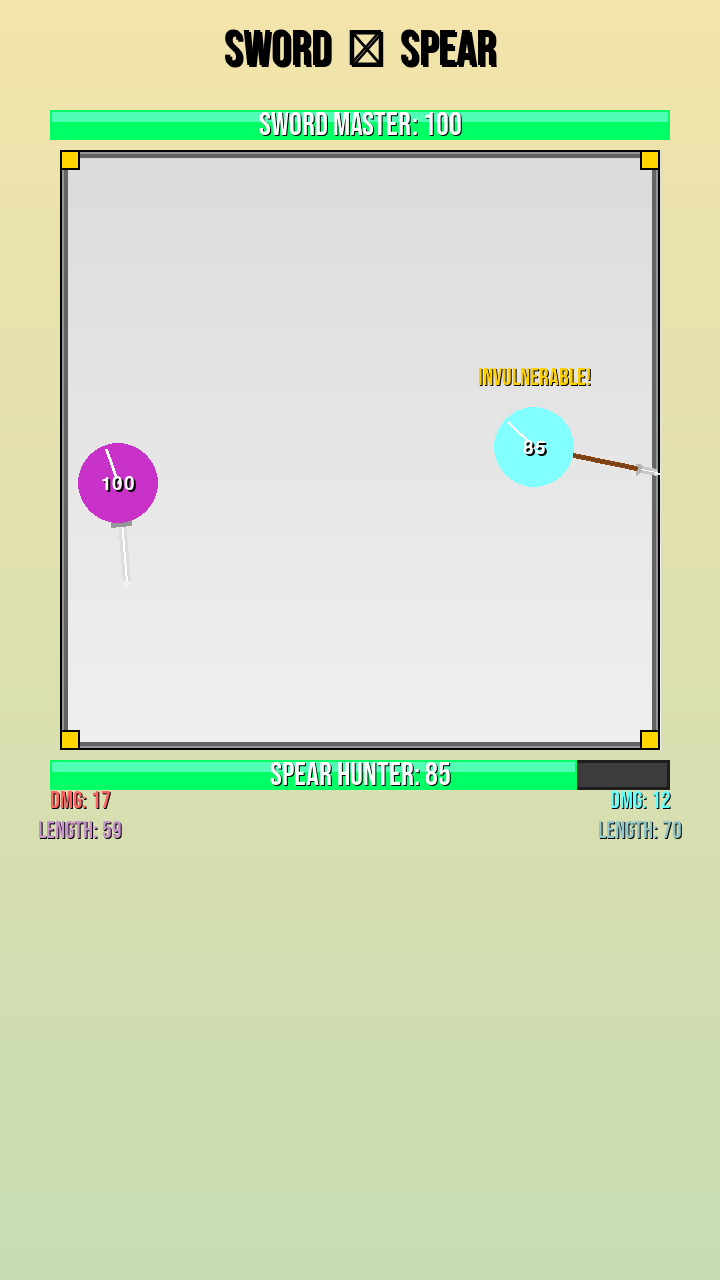 SWORD ⚔ SPEAR
SWORD MASTER: 100
INVULNERABLE!
85
100
SPEAR HUNTER: 85
DMG: 17
DMG: 12
LENGTH: 59
LENGTH: 70